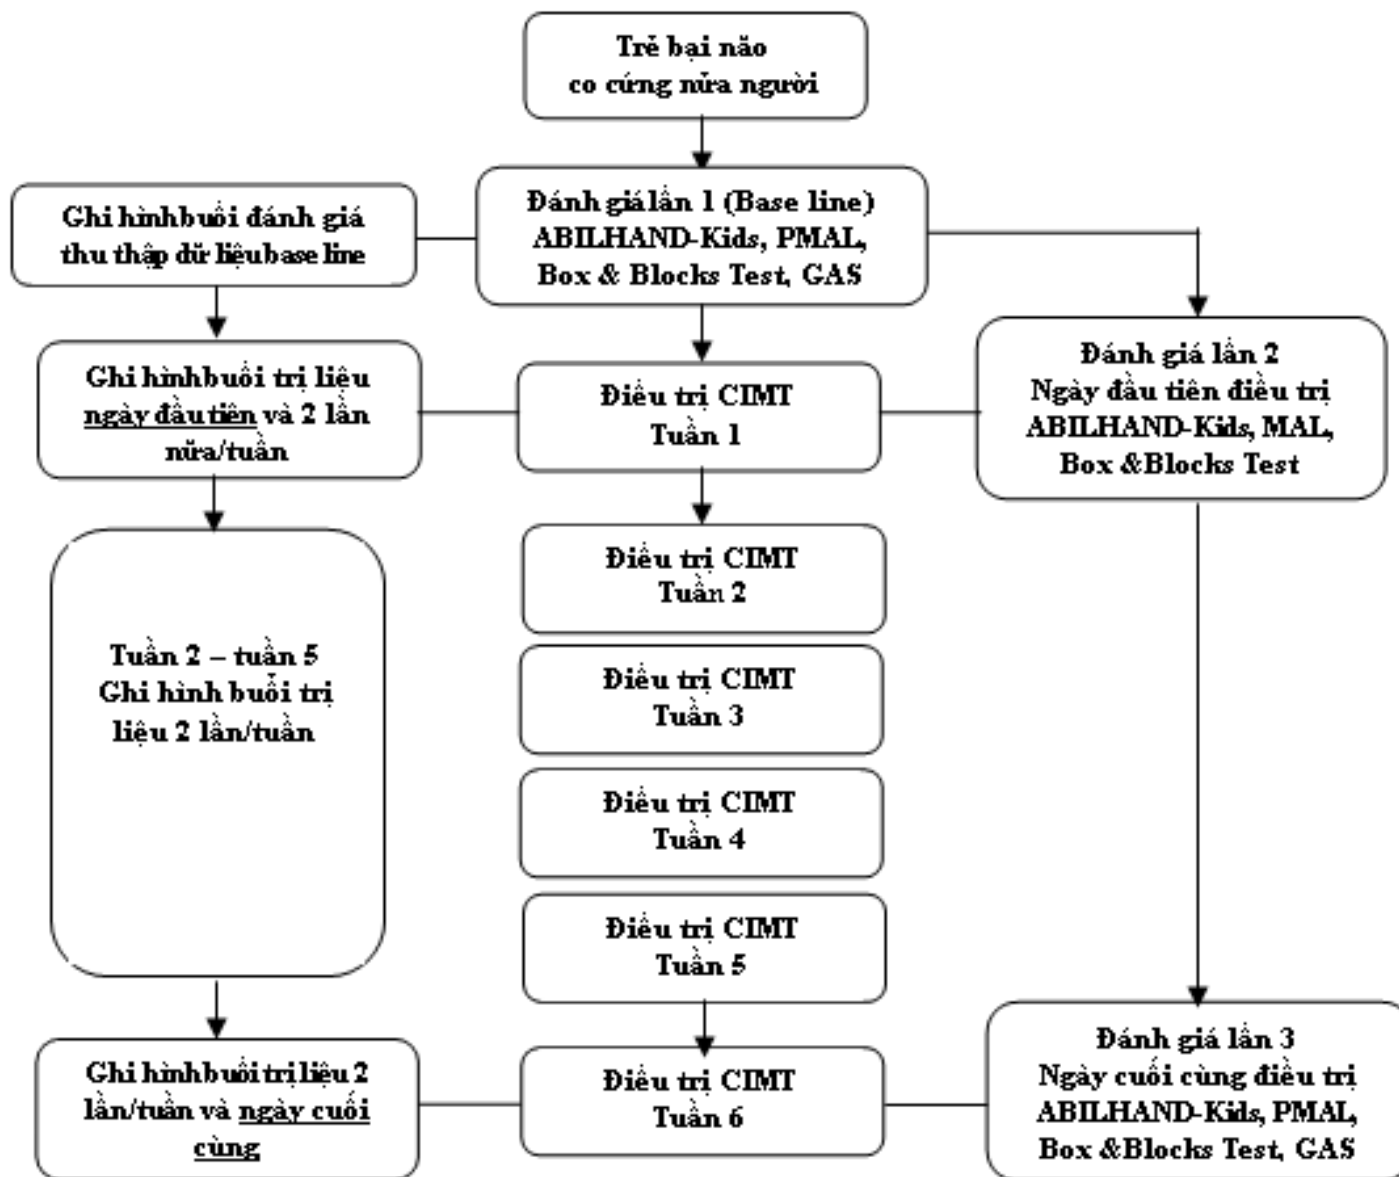 Trẻ bại não
co cứng nửa người
Ghi hình buổi đánh giá
thu thập dữ liệu base line
Đánh giá lần 1 (Base line)
ABILHAND-Kids, PMAL,
Box & Blocks Test, GAS
Ghi hình buổi trị liệu
ngày đầu tiên và 2 lần
nữa/tuần
Điều trị CIMT
Tuần 1
Đánh giá lần 2
Ngày đầu tiên điều trị
ABILHAND-Kids, MAL,
Box &Blocks Test
Tuần 2 – tuần 5
Ghi hình buổi trị
liệu 2 lần/tuần
Điều trị CIMT
Tuần 2
Điều trị CIMT
Tuần 3
Điều trị CIMT
Tuần 4
Điều trị CIMT
Tuần 5
Ghi hình buổi trị liệu 2
lần/tuần và ngày cuối
cùng
Điều trị CIMT
Tuần 6
Đánh giá lần 3
Ngày cuối cùng điều trị
ABILHAND-Kids, PMAL,
Box &Blocks Test, GAS